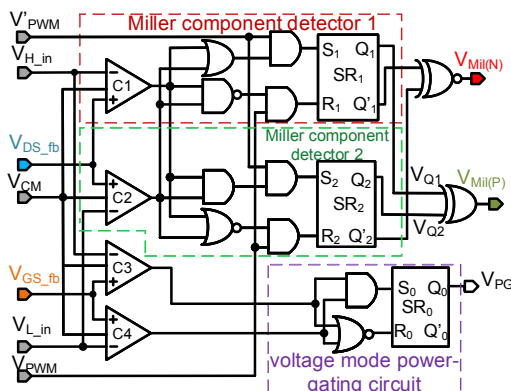 Miller component detector 1
V'PWM
VH_in
VDS_fb
VCM
VGS_fb
VL_in
VPWM
C1
C2
C3
C4
S1 Q1
SR1
R1 Q'1
Miller component
detector 2
S2 Q2
SR2
R2 Q'2
VQ1
VQ2
VMil(N)
VMil(P)
S0 Q0
SR0
R0 Q'0
VPG
voltage mode power-
gating circuit